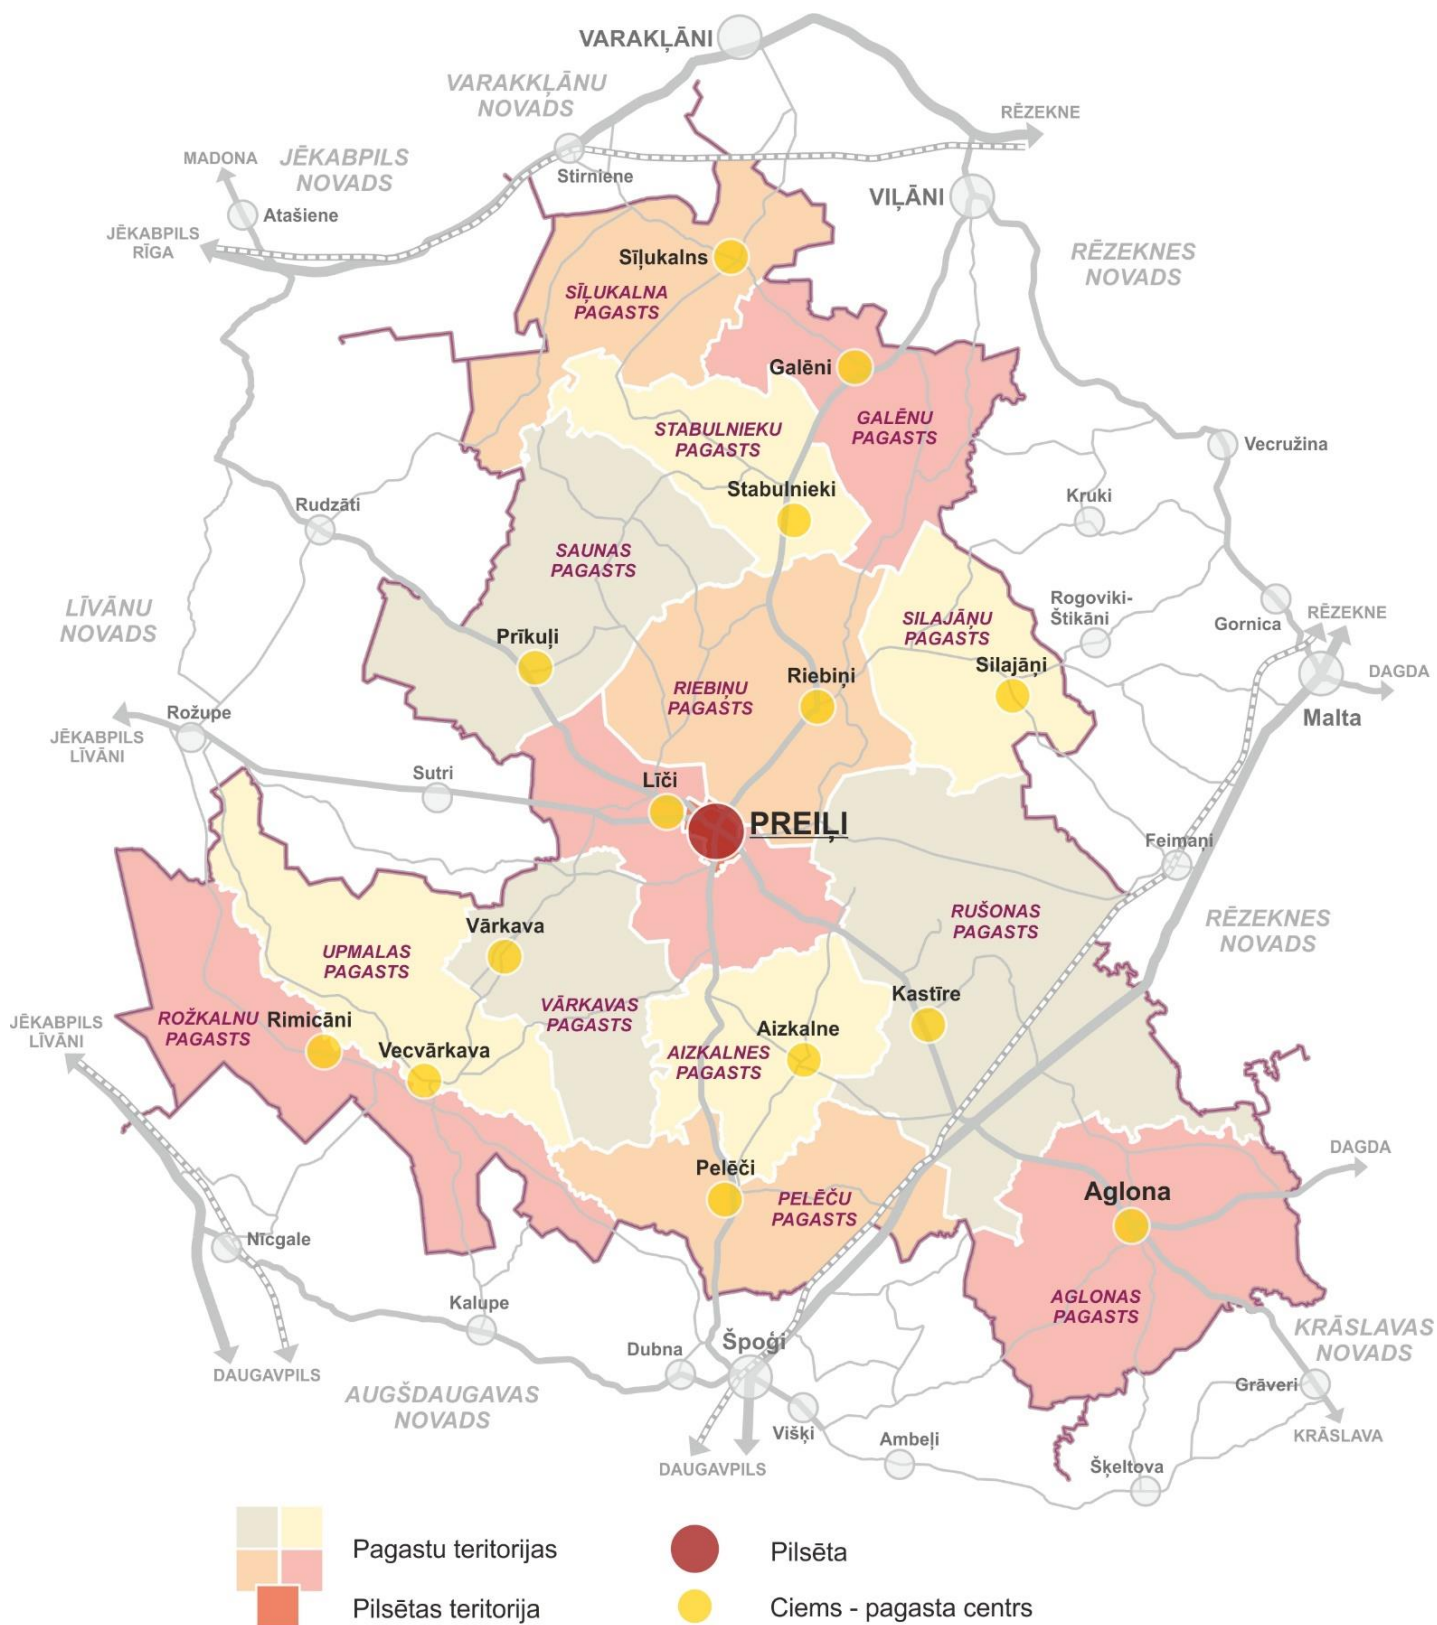 VARAKĻĀNI
VARAKKĻĀNU
NOVADS
RĒZEKNE
MADONA
JĒKABPILS
NOVADS
Stirniene
Atašiene
VIĻĀNI
JĒKABPILS
RĪGA
RĒZEKNES
NOVADS
Sīļukalns
SĪĻUKALNA
PAGASTS
Galēni
GALĒNU
PAGASTS
STABULNIEKU
PAGASTS
Vecružina
Stabulnieki
Kruki
Rudzāti
SAUNAS
PAGASTS
LĪVĀNU
NOVADS
Rogoviki-
Štikāni
RĒZEKNE
Gornica
SILAJĀŅU
PAGASTS
Prīkuļi
Silajāņi
Riebiņi
RIEBIŅU
PAGASTS
DAGDA
Malta
Rožupe
JĒKABPILS
LĪVĀNI
Sutri
Līči
PREIĻI
Feimaņi
RUŠONAS
PAGASTS
RĒZEKNES
NOVADS
Vārkava
UPMALAS
PAGASTS
VĀRKAVAS
PAGASTS
Kastīre
ROŽKALNU
PAGASTS
Rimicāni
JĒKABPILS
LĪVĀNI
Vecvārkava
Aizkalne
AIZKALNES
PAGASTS
Pelēči
PELĒČU
PAGASTS
DAGDA
Aglona
Nīcgale
AGLONAS
PAGASTS
Kalupe
KRĀSLAVAS
NOVADS
Dubna
Špoģi
DAUGAVPILS
AUGŠDAUGAVAS
NOVADS
Grāveri
Višķi
KRĀSLAVA
Ambeļi
DAUGAVPILS
Šķeltova
Pagastu teritorijas
Pilsēta
Pilsētas teritorija
Ciems - pagasta centrs